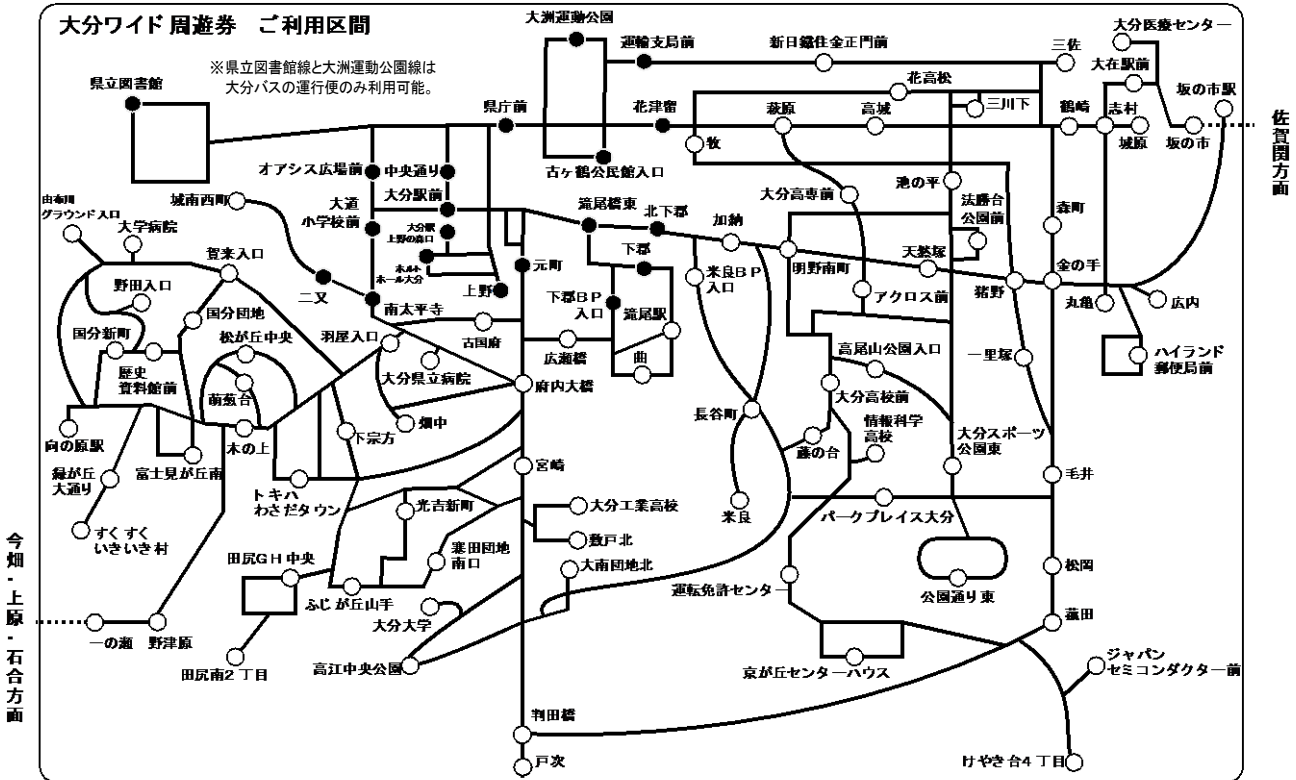 大分ワイド 周遊券　ご利用区間
※県立図書館線と大洲運動公園線は
大分バスの運行便のみ利用可能。
大洲運動公園
運輸支局前
新日鐵住金正門前
三佐
大分医療センター
大在駅前
坂の市駅
県立図書館
県庁前
花津留
萩原
高城
花高松
三川下
鶴崎
志村
城原
坂の市
佐賀関方面
牧
古ヶ鶴公民館入口
オアシス広場前
中央通り
大分駅前
大分高専前
池の平
法勝台
公園前
森町
由布川
グラウンド入口
大学病院
城南西町
大道
小学校前
大分駅
上野の森口
ホルト
ホール大分
上野
元町
滝尾橋東
北下郡
下郡
加納
明野南町
天然塚
金の手
賀来入口
野田入口
国分団地
二又
南太平寺
下郡BP
入口
滝尾駅
米良BP
入口
アクロス前
猪野
丸亀
広内
国分新町
歴史
資料館前
松が丘中央
萌葱台
羽屋入口
古国府
大分県立病院
広瀬橋
曲
府内大橋
高尾山公園入口
一里塚
ハイランド
郵便局前
向の原駅
木の上
下宗方
畑中
長谷町
大分高校前
情報科学
高校
藤の台
大分スポーツ
公園東
緑が丘
大通り
富士見が丘南
トキハ
わさだタウン
宮崎
毛井
すくすく
いきいき村
光吉新町
大分工業高校
敷戸北
米良
パークプレイス大分
今畑・上原・石合方面
田尻GH中央
寒田団地
南口
大南団地北
運転免許センター
公園通り東
松岡
ふじが丘山手
大分大学
一の瀬
野津原
田尻南2丁目
高江中央公園
京が丘センターハウス
ジャパン
セミコンダクター前
判田橋
戸次
けやき台4丁目